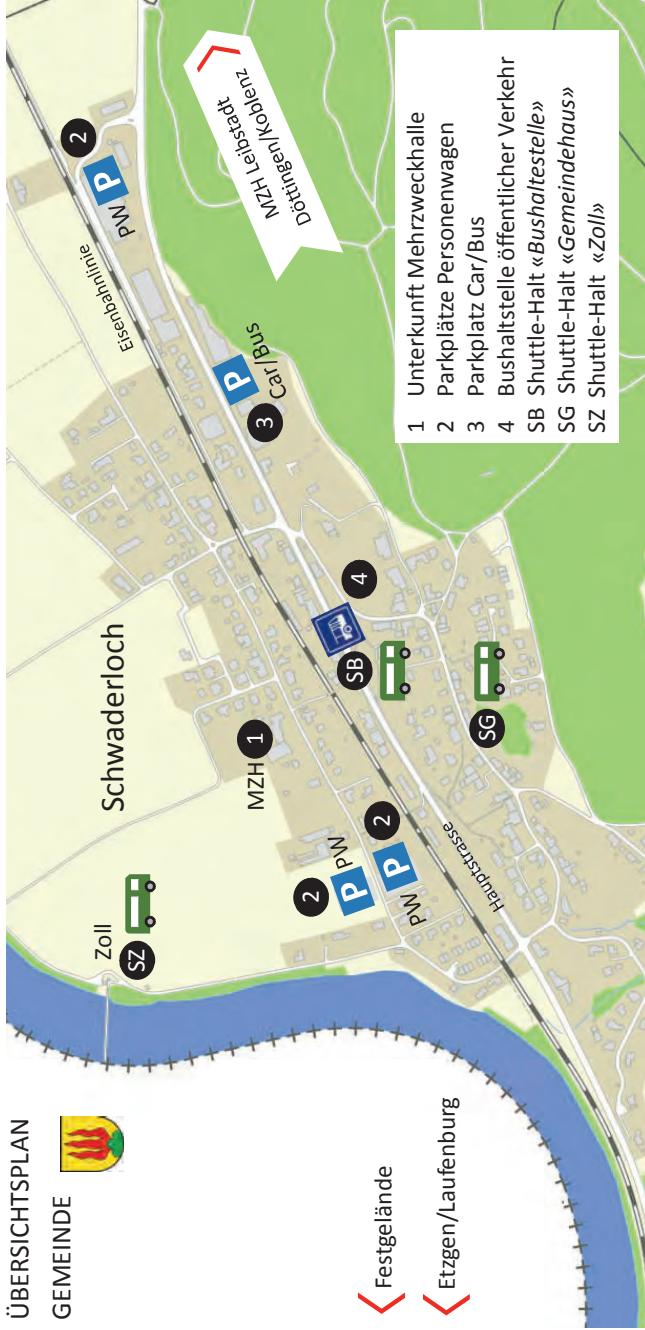 ÜBERSICHTSPLAN
GEMEINDE
Festgelände
Etzgen/Laufenburg
Zoll
SZ
Schwaderloch
MZH 1
2
P PW
2
P
PW
Hauptstrasse
SB
4
SG
3
P
Car/Bus
Eisenbahnlinie
2
P
PW
MZH Leibstadt
Döttingen/Koblenz
1 Unterkunft Mehrzweckhalle
2 Parkplätze Personenwagen
3 Parkplatz Car/Bus
4 Bushaltstelle öffentlicher Verkehr
SB Shuttle-Halt «Bushaltestelle»
SG Shuttle-Halt «Gemeindehaus»
SZ Shuttle-Halt «Zoll»